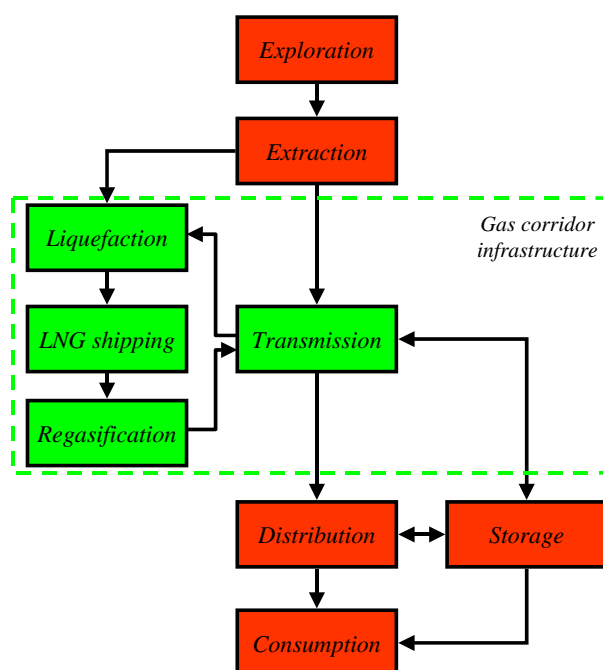 Exploration
Extraction
Gas corridor
infrastructure
Liquefaction
LNG shipping
Transmission
Regasification
Distribution
Storage
Consumption